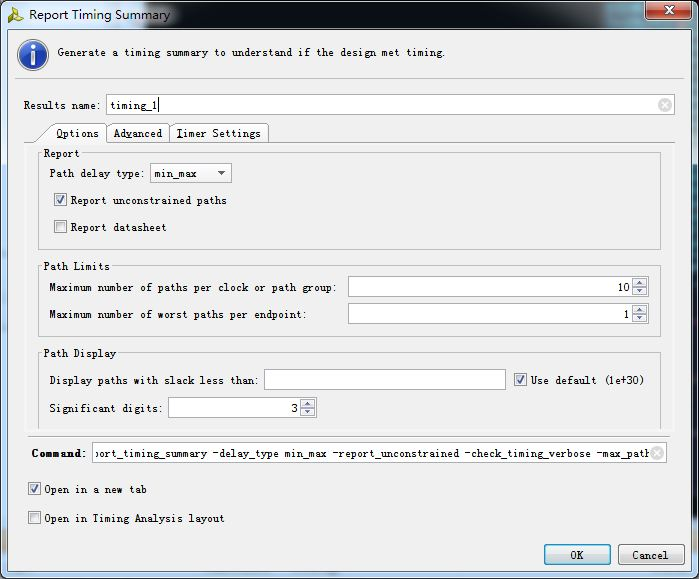 Report Timing Summary
Generate a timing summary to understand if the design met timing.
Results name: timing_1
Options Advanced Timer Settings
Report
Path delay type: min_max
Report unconstrained paths
Report datasheet
Path Limits
Maximum number of paths per clock or path group: 10
Maximum number of worst paths per endpoint: 1
Path Display
Display paths with slack less than: Use default (1e+30)
Significant digits: 3
Command: ort_timing_summary -delay_type min_max -report_unconstrained -check_timing_verbose -max_path
Open in a new tab
Open in Timing Analysis layout
OK Cancel